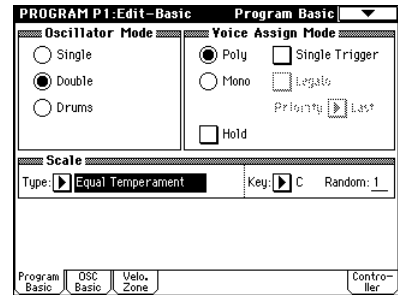 PROGRAM P1:Edit-Basic Program Basic
Oscillator Mode
Single
Double
Drums
Voice Assign Mode
Poly Single Trigger
Mono Legato
Priority Last
Hold
Scale
Type: Equal Temperament Key: C Random: 1
Program Basic
OSC Basic
Velo. Zone
Contro-
ller